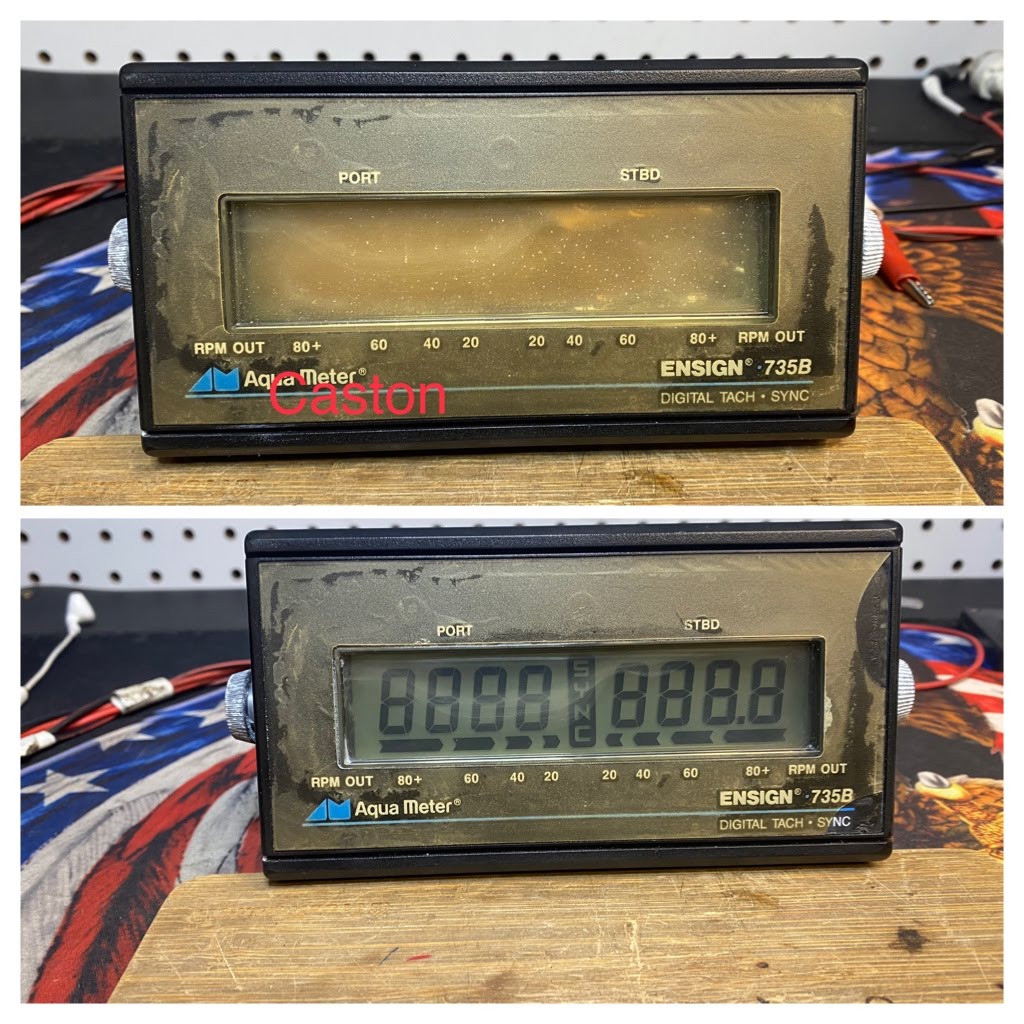 PORT STBD
RPM OUT 80+ 60 40 20 20 40 60 80+ RPM OUT
Aqua Meter® ENSIGN® 735B
Caston
DIGITAL TACH • SYNC
PORT STBD
8888 SYNC 888.8
RPM OUT 80+ 60 40 20 20 40 60 80+ RPM OUT
Aqua Meter® ENSIGN® 735B
DIGITAL TACH • SYNC